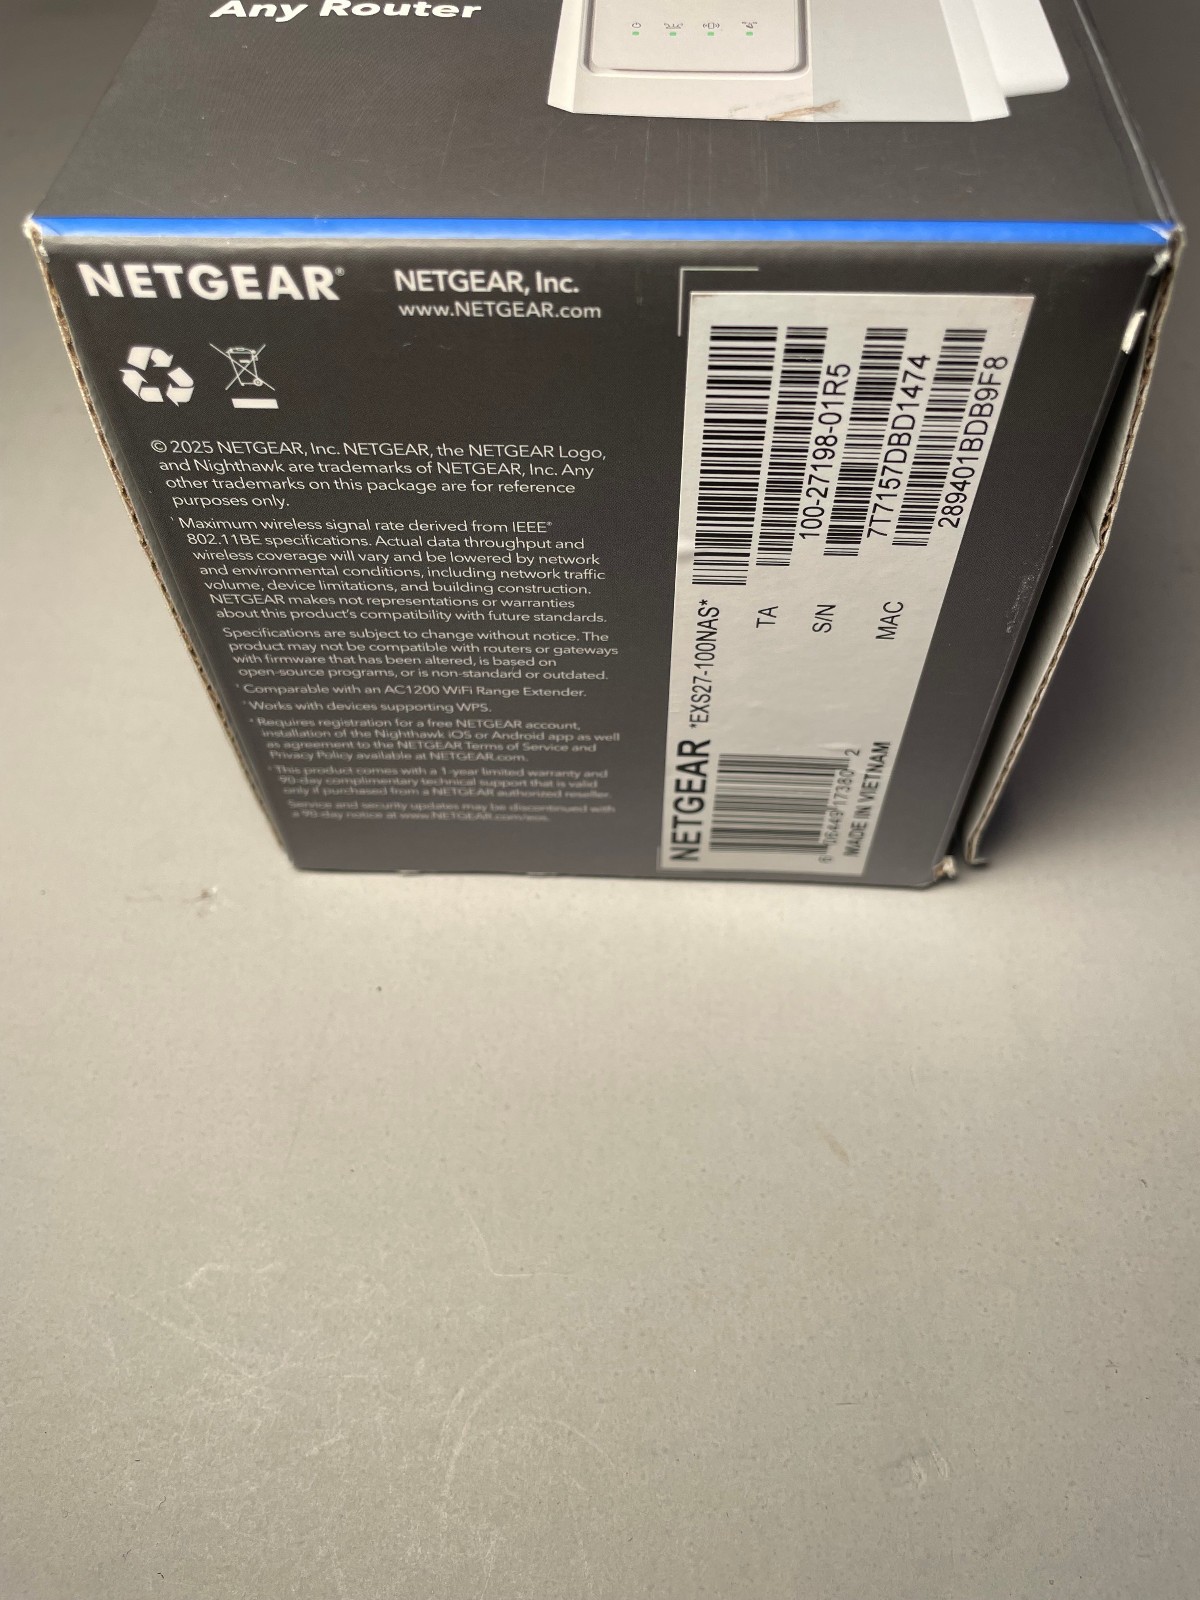 Any Router
NETGEAR®
NETGEAR, Inc.
www.NETGEAR.com
© 2025 NETGEAR, Inc. NETGEAR, the NETGEAR Logo,
and Nighthawk are trademarks of NETGEAR, Inc. Any
other trademarks on this package are for reference
purposes only.
Maximum wireless signal rate derived from IEEE®
802.11BE specifications. Actual data throughput and
wireless coverage will vary and be lowered by network
and environmental conditions, including network traffic
volume, device limitations, and building construction.
NETGEAR makes not representations or warranties
about this product's compatibility with future standards.
Specifications are subject to change without notice. The
product may not be compatible with routers or gateways
with firmware that has been altered, is based on
open-source programs, or is non-standard or outdated.
Comparable with an AC1200 WiFi Range Extender.
Works with devices supporting WPS.
Requires registration for a free NETGEAR account,
installation of the Nighthawk iOS or Android app as well
as agreement to the NETGEAR Terms of Service and
Privacy Policy available at NETGEAR.com.
This product comes with a 1-year limited warranty and
90-day complimentary technical support that is valid
only if purchased from a NETGEAR authorized reseller.
Service and security updates may be discontinued with
a 90-day notice at www.NETGEAR.com/eos.
NETGEAR *EXS27-100NAS*
TA 100-27198-01R5
S/N 7T7157DBD1474
MAC 289401BDB9F8
6 06449 17380 2
MADE IN VIETNAM